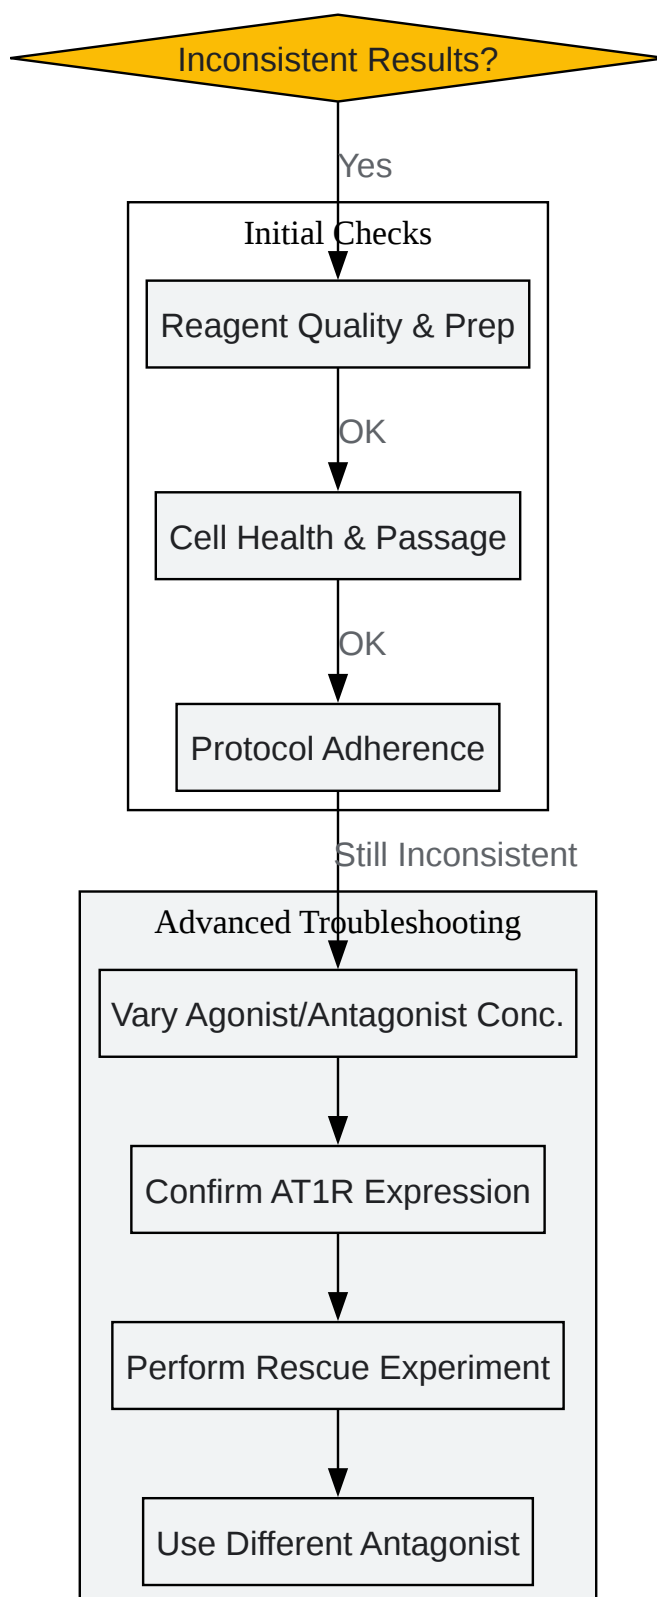 Inconsistent Results?
Yes
Initial Checks
Reagent Quality & Prep
OK
Cell Health & Passage
OK
Protocol Adherence
Still Inconsistent
Advanced Troubleshooting
Vary Agonist/Antagonist Conc.
Confirm AT1R Expression
Perform Rescue Experiment
Use Different Antagonist